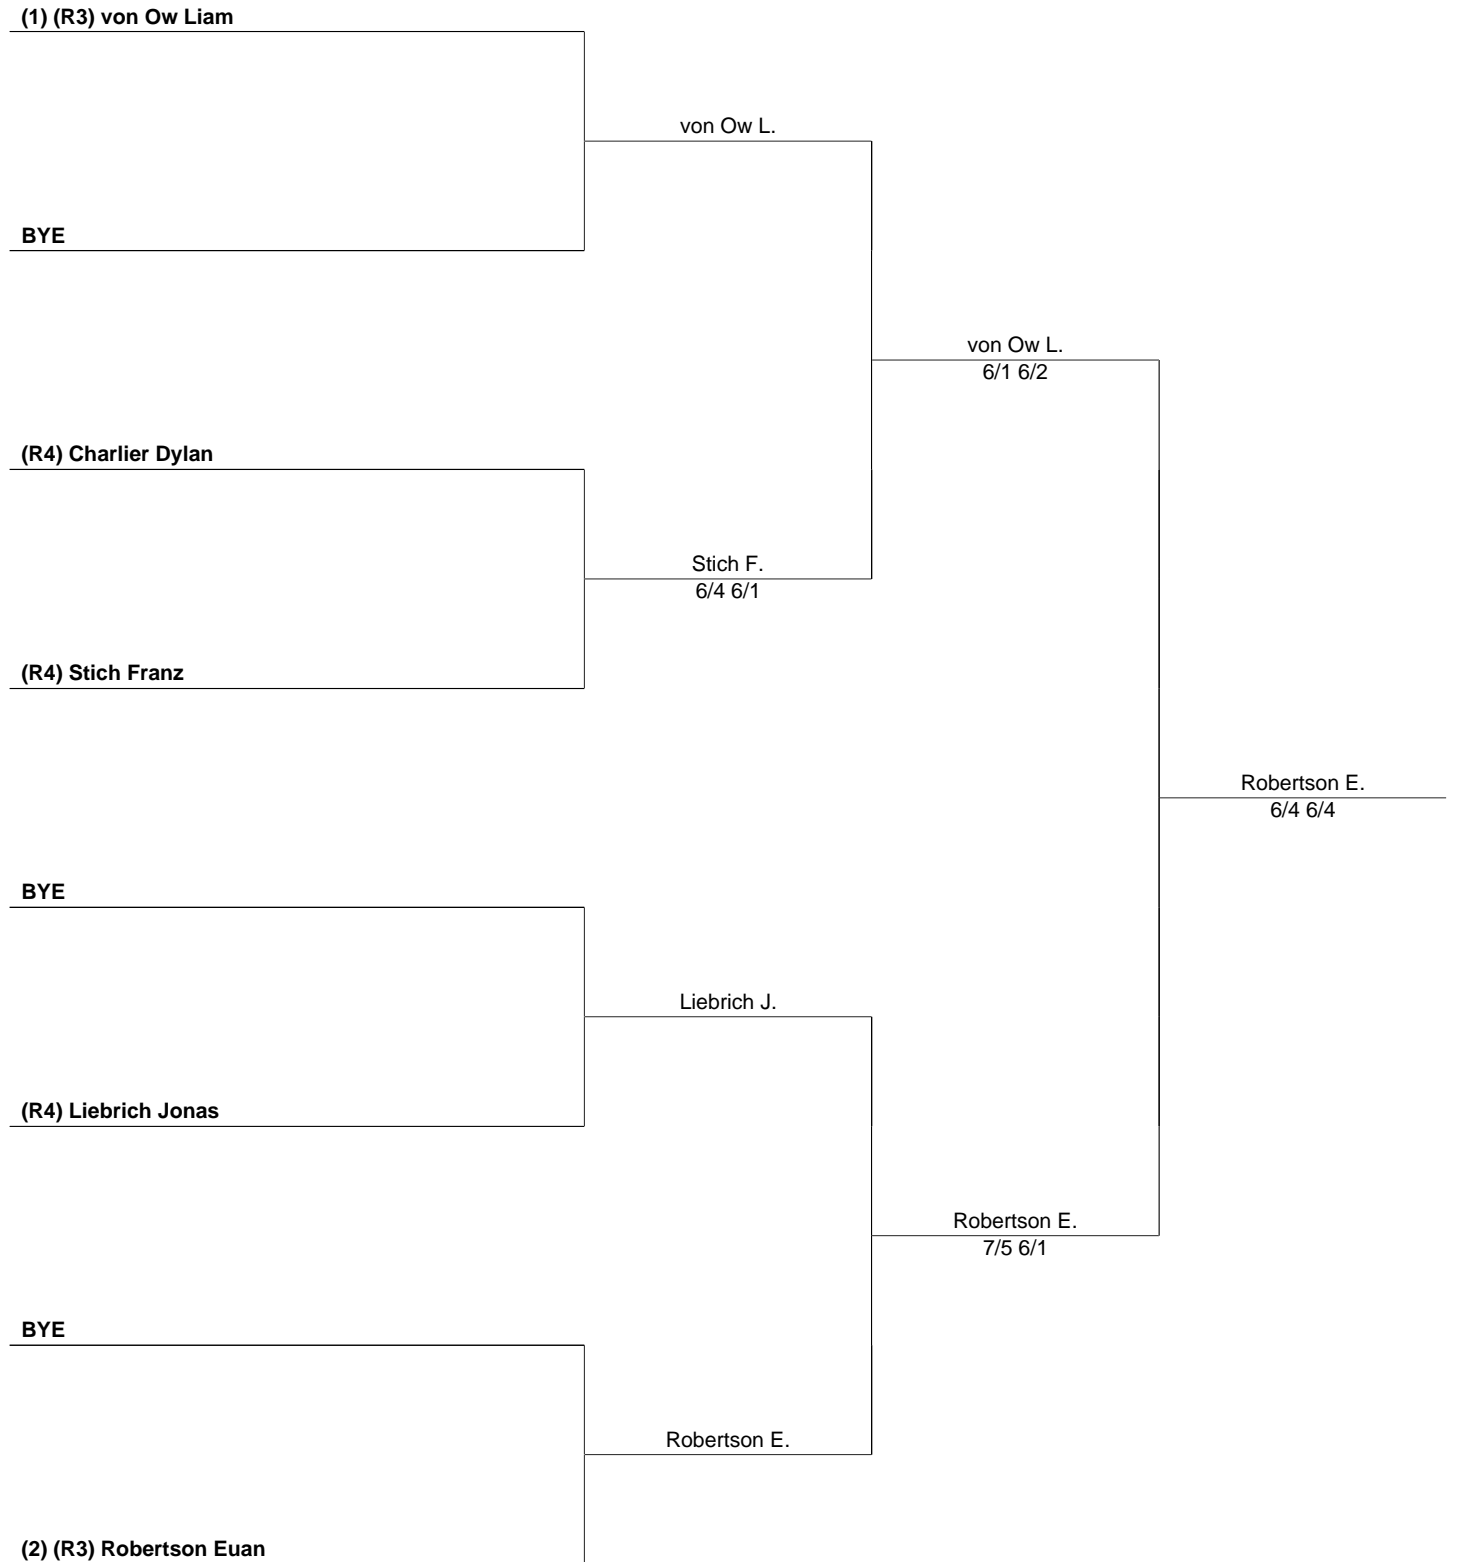 (1) (R3) von Ow Liam
von Ow L.
BYE
von Ow L.
6/1 6/2
(R4) Charlier Dylan
Stich F.
6/4 6/1
(R4) Stich Franz
Robertson E.
6/4 6/4
BYE
Liebrich J.
(R4) Liebrich Jonas
Robertson E.
7/5 6/1
BYE
Robertson E.
(2) (R3) Robertson Euan